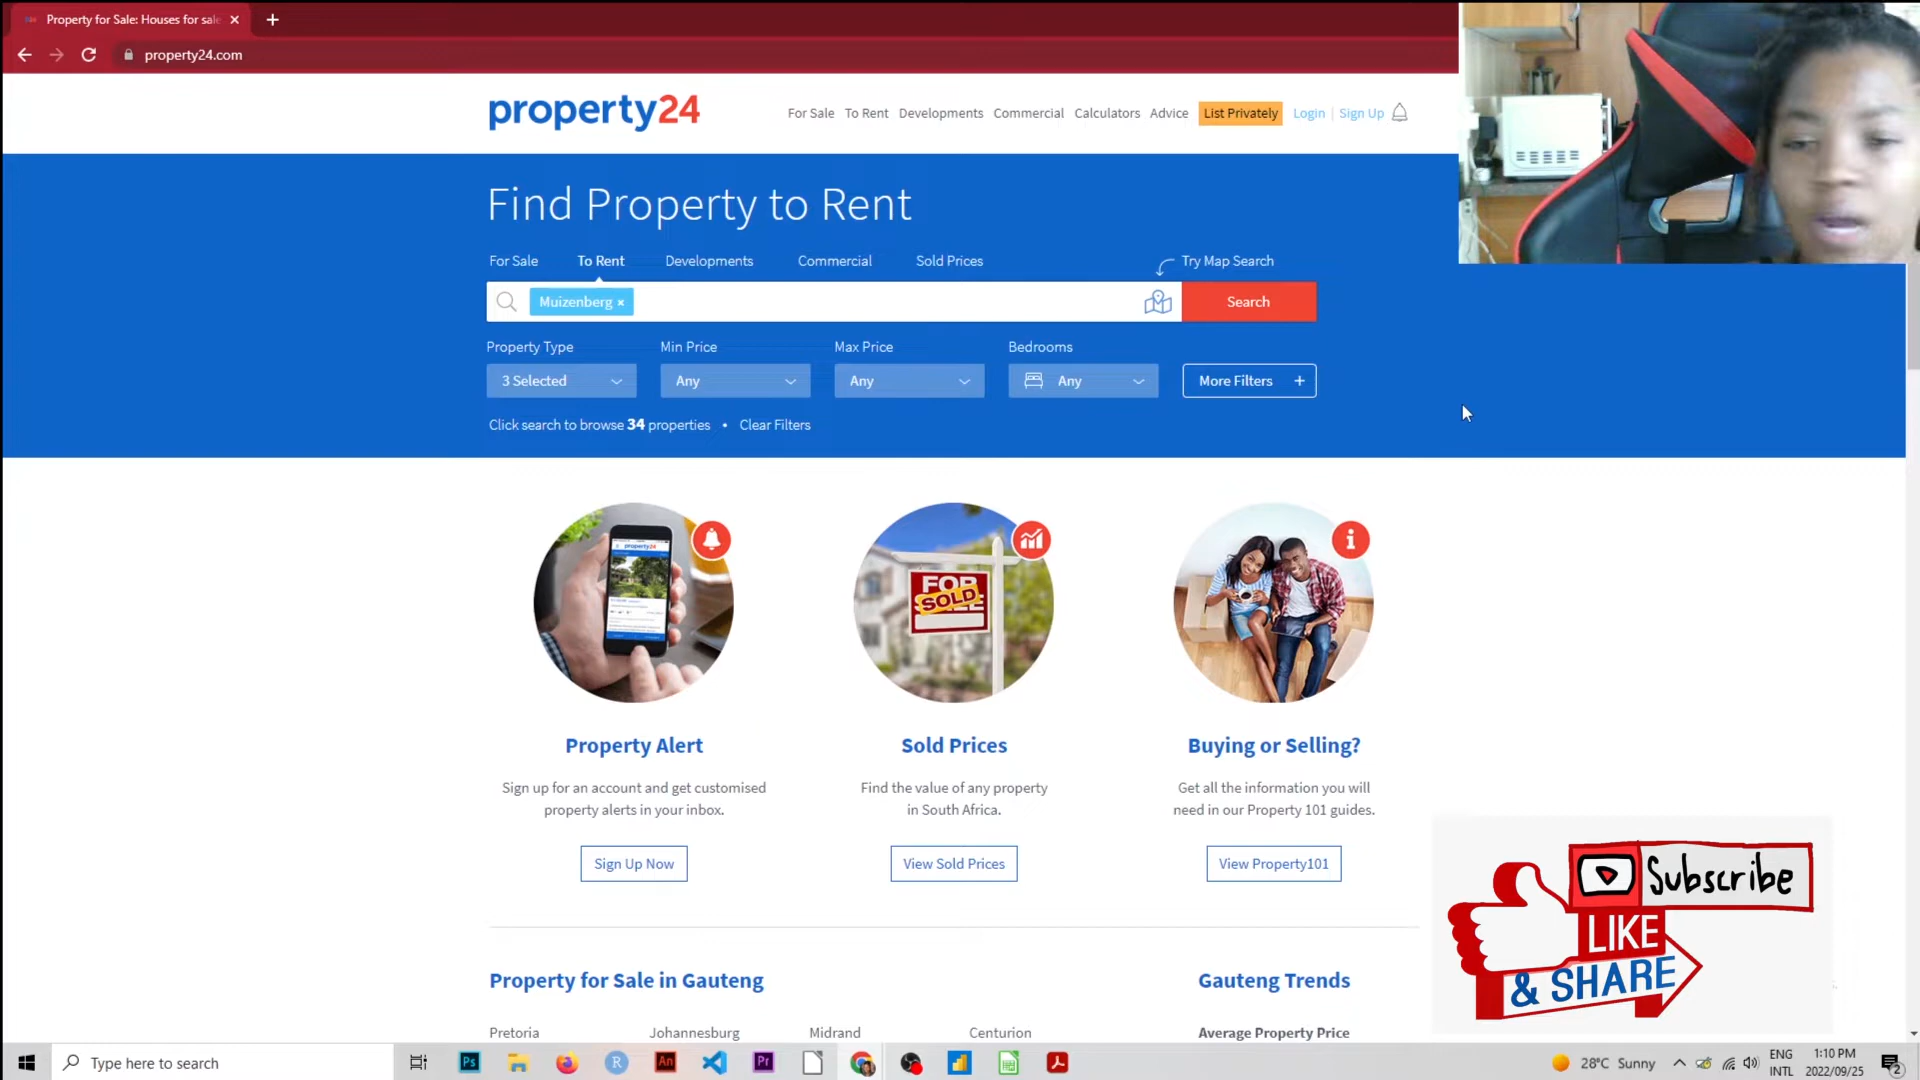 Property for Sale: Houses for sale
property24.com
property24
For Sale To Rent Developments Commercial Calculators Advice List Privately Login | Sign Up
Find Property to Rent
For Sale To Rent Developments Commercial Sold Prices Try Map Search
Muizenberg × Search
Property Type Min Price Max Price Bedrooms
3 Selected Any Any Any More Filters +
Click search to browse 34 properties • Clear Filters
property24
FOR
SOLD
Property Alert
Sign up for an account and get customised
property alerts in your inbox.
Sign Up Now
Sold Prices
Find the value of any property
in South Africa.
View Sold Prices
Buying or Selling?
Get all the information you will
need in our Property 101 guides.
View Property101
Subscribe
LIKE
& SHARE
Property for Sale in Gauteng Gauteng Trends
Pretoria Johannesburg Midrand Centurion Average Property Price
Type here to search
Ps
R
An
Pr
28°C Sunny
ENG
INTL
1:10 PM
2022/09/25
2